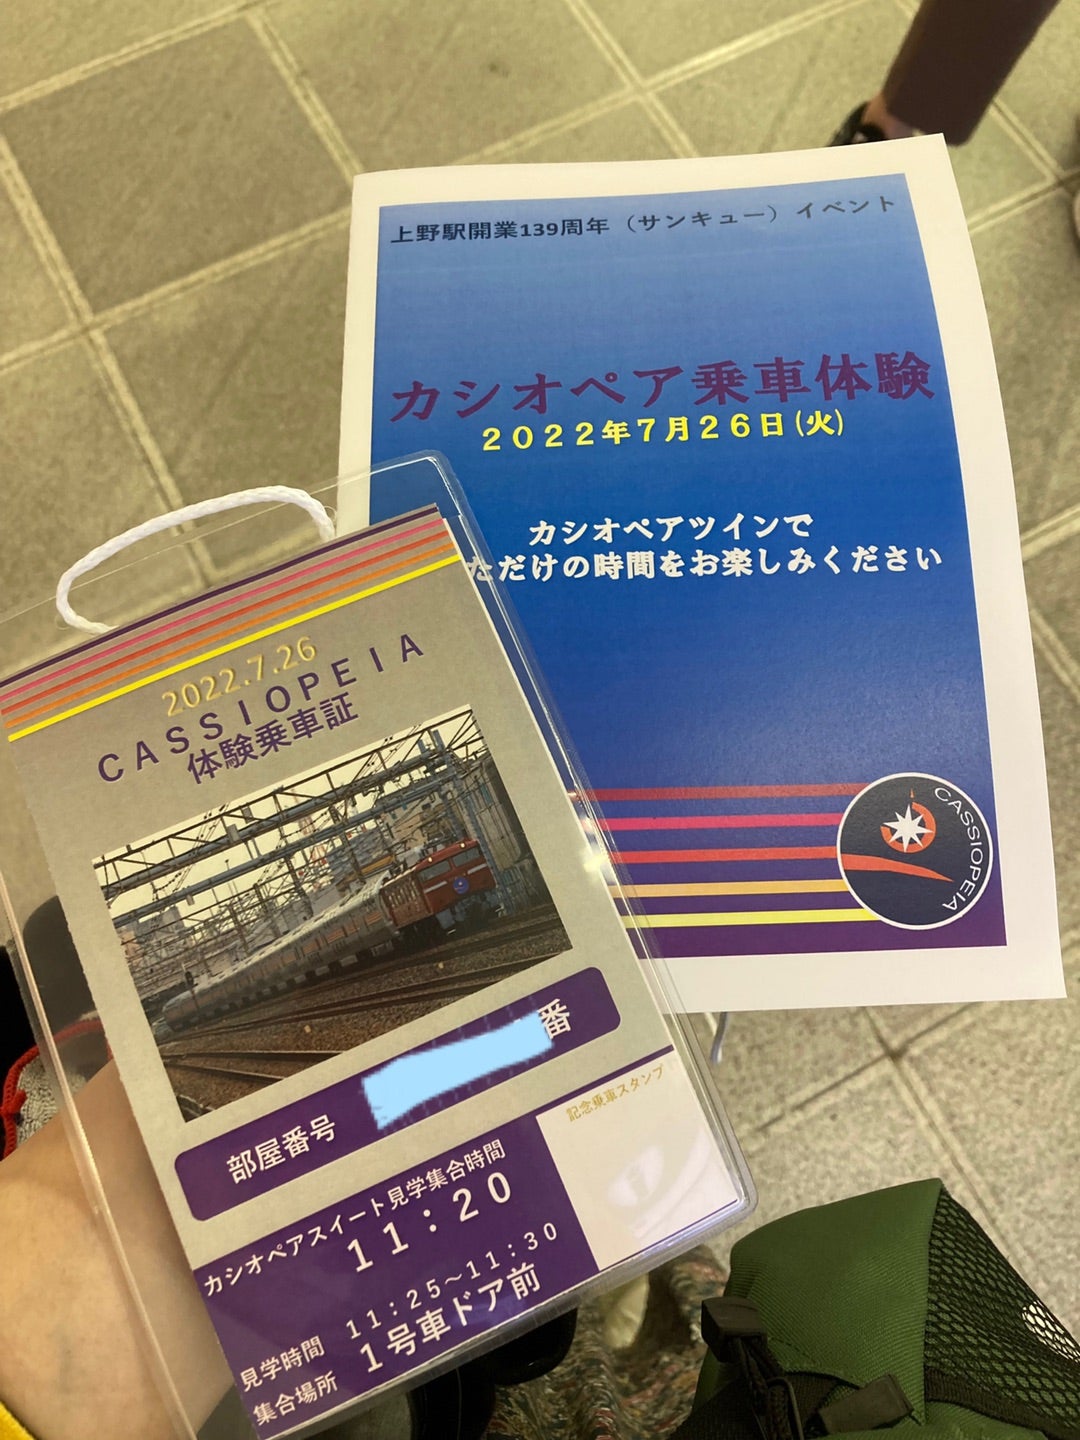 上野駅開業139周年（サンキュー）イベント
カシオペア乗車体験
２０２２年７月２６日(火)
カシオペアツインで
ただけの時間をお楽しみください
CASSIOPEIA
2022.7.26
ＣＡＳＳＩＯＰＥＩＡ
体験乗車証
部屋番号
番
記念乗車スタンプ
カシオペアスイート見学集合時間
１１：２０
見学時間　１１：２５～１１：３０
集合場所　１号車ドア前